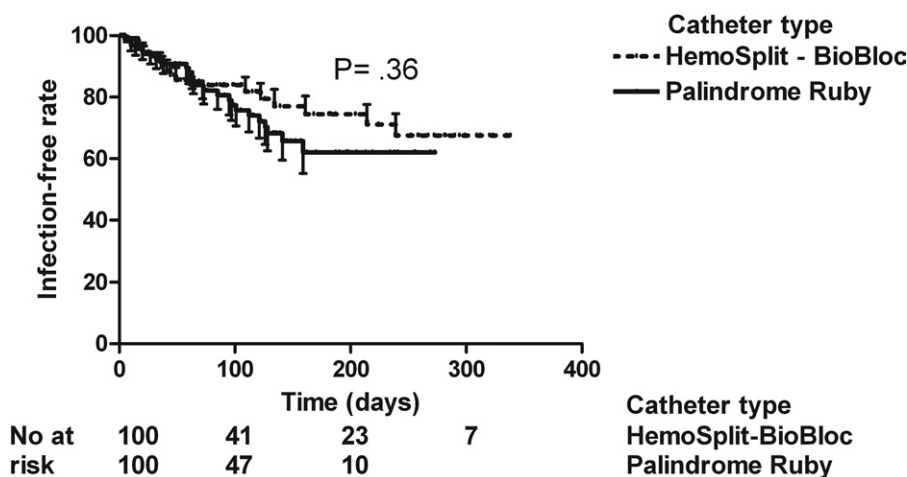 Catheter type
HemoSplit - BioBloc
Palindrome Ruby
P= .36
Infection-free rate
100
80
60
40
20
0
0 100 200 300 400
Time (days)
Catheter type
No at 100 41 23 7 HemoSplit-BioBloc
risk 100 47 10 Palindrome Ruby